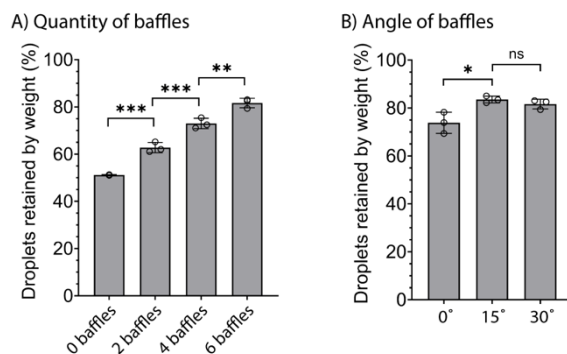 A) Quantity of baffles
Droplets retained by weight (%)
100
80
60
40
20
0
***
***
**
0 baffles
2 baffles
4 baffles
6 baffles
B) Angle of baffles
Droplets retained by weight (%)
100
80
60
40
20
0
*
ns
0°
15°
30°